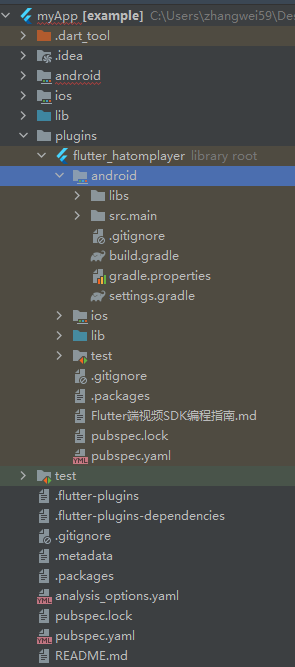 myApp [example] C:\Users\zhangwei59\De
.dart_tool
.idea
android
ios
lib
plugins
flutter_hatomplayer library root
android
libs
src.main
.gitignore
build.gradle
gradle.properties
settings.gradle
ios
lib
test
.gitignore
.packages
Flutter端视频SDK编程指南.md
pubspec.lock
pubspec.yaml
test
.flutter-plugins
.flutter-plugins-dependencies
.gitignore
.metadata
.packages
analysis_options.yaml
pubspec.lock
pubspec.yaml
README.md